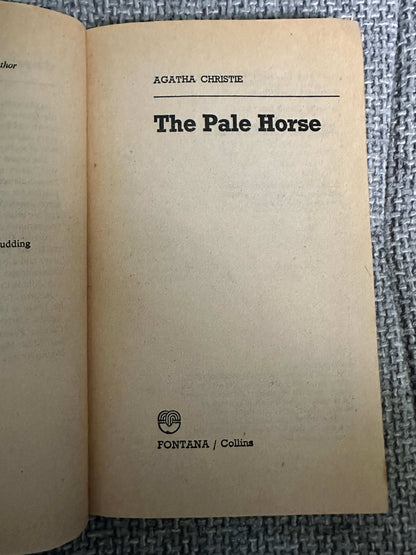 thor
udding
AGATHA CHRISTIE
The Pale Horse
FONTANA / Collins